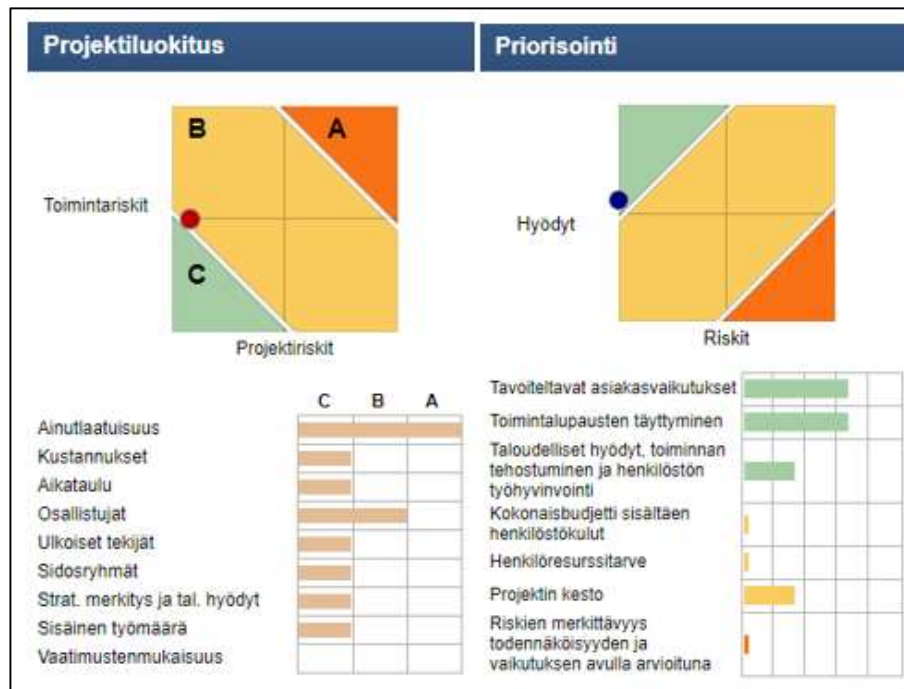 Projektiluokitus
B
A
Toimintariskit
C
Projektiriskit
C B A
Ainutlaatuisuus
Kustannukset
Aikataulu
Osallistujat
Ulkoiset tekijät
Sidosryhmät
Strat. merkitys ja tal. hyödyt
Sisäinen työmäärä
Vaatimustenmukaisuus
Priorisointi
Hyödyt
Riskit
Tavoiteltavat asiakasvaikutukset
Toimintalupausten täyttyminen
Taloudelliset hyödyt, toiminnan
tehostuminen ja henkilöstön
työhyvinvointi
Kokonaisbudjetti sisältäen
henkilöstökulut
Henkilöresurssitarve
Projektin kesto
Riskien merkittävyys
todennäköisyyden ja
vaikutuksen avulla arvioituna